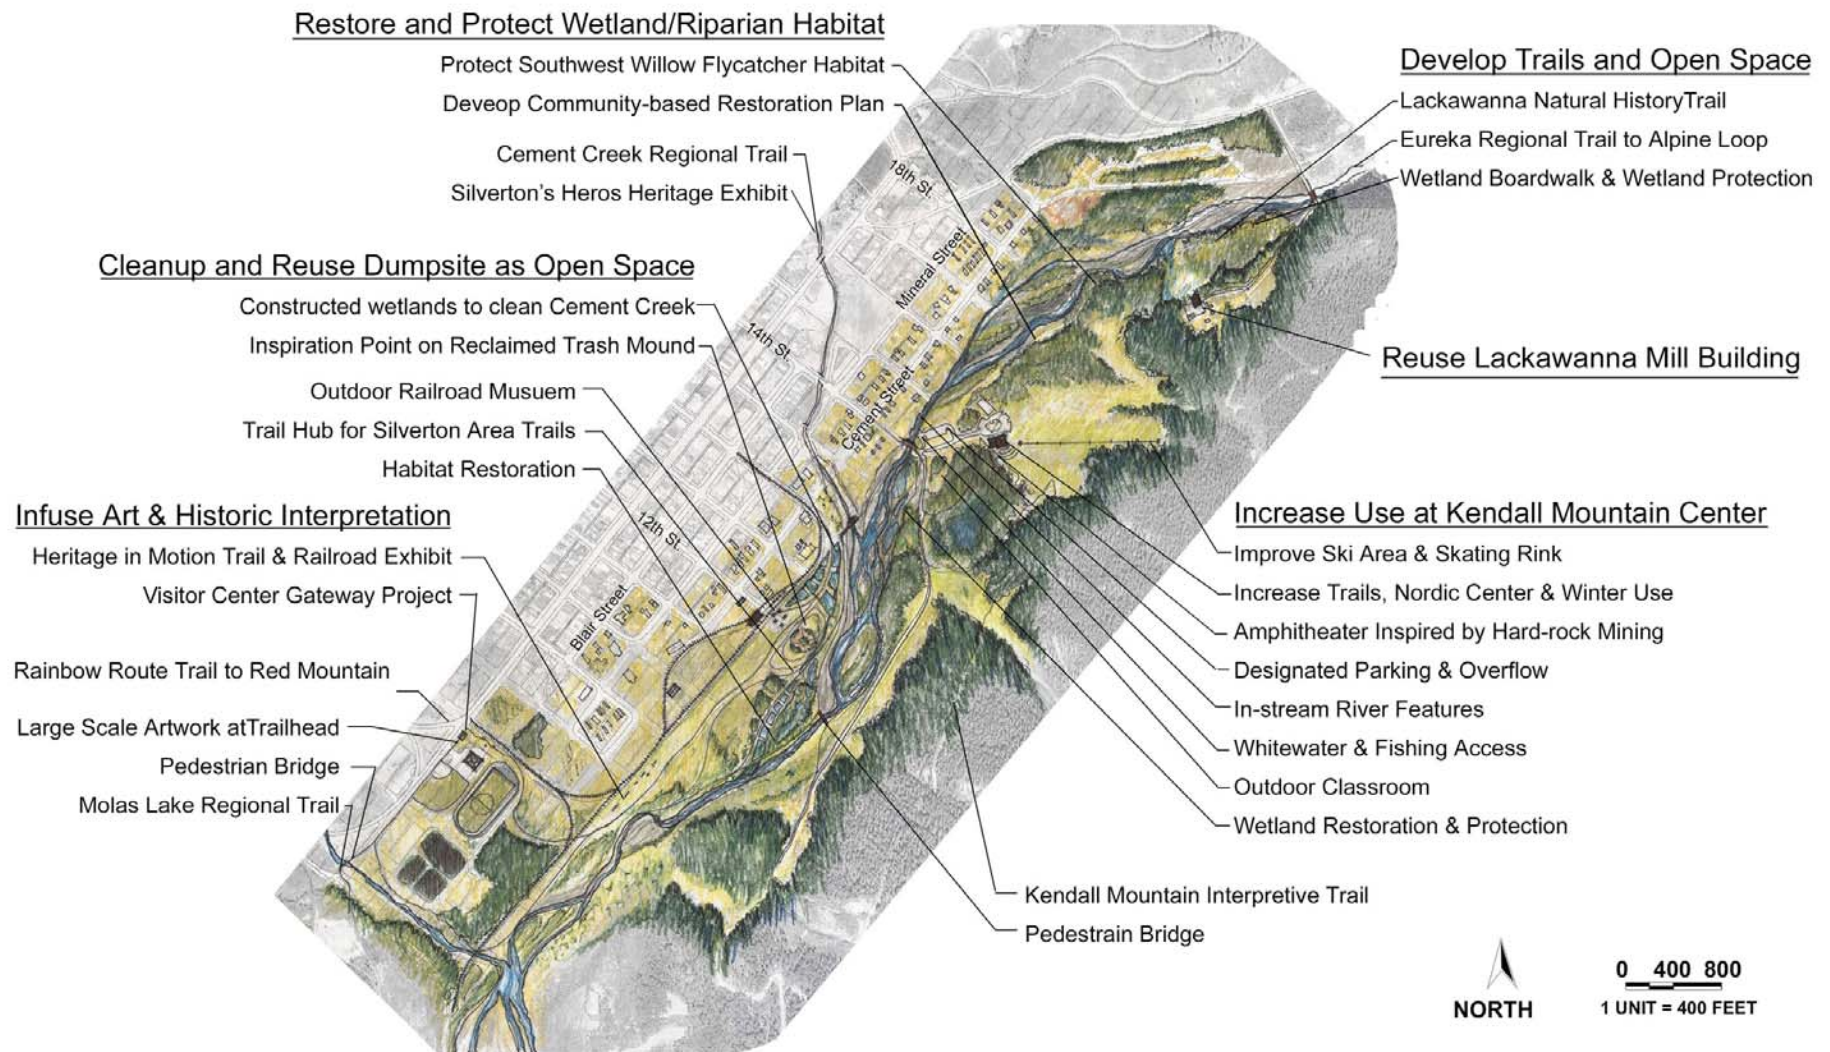 Restore and Protect Wetland/Riparian Habitat
Protect Southwest Willow Flycatcher Habitat
Deveop Community-based Restoration Plan
Cement Creek Regional Trail
Silverton's Heros Heritage Exhibit
Cleanup and Reuse Dumpsite as Open Space
Constructed wetlands to clean Cement Creek
Inspiration Point on Reclaimed Trash Mound
Outdoor Railroad Musuem
Trail Hub for Silverton Area Trails
Habitat Restoration
Infuse Art & Historic Interpretation
Heritage in Motion Trail & Railroad Exhibit
Visitor Center Gateway Project
Rainbow Route Trail to Red Mountain
Large Scale Artwork atTrailhead
Pedestrian Bridge
Molas Lake Regional Trail
18th St.
Mineral Street
14th St.
Cement Street
12th St.
Blair Street
Develop Trails and Open Space
Lackawanna Natural HistoryTrail
Eureka Regional Trail to Alpine Loop
Wetland Boardwalk & Wetland Protection
Reuse Lackawanna Mill Building
Increase Use at Kendall Mountain Center
Improve Ski Area & Skating Rink
Increase Trails, Nordic Center & Winter Use
Amphitheater Inspired by Hard-rock Mining
Designated Parking & Overflow
In-stream River Features
Whitewater & Fishing Access
Outdoor Classroom
Wetland Restoration & Protection
Kendall Mountain Interpretive Trail
Pedestrain Bridge
NORTH
0 400 800
1 UNIT = 400 FEET